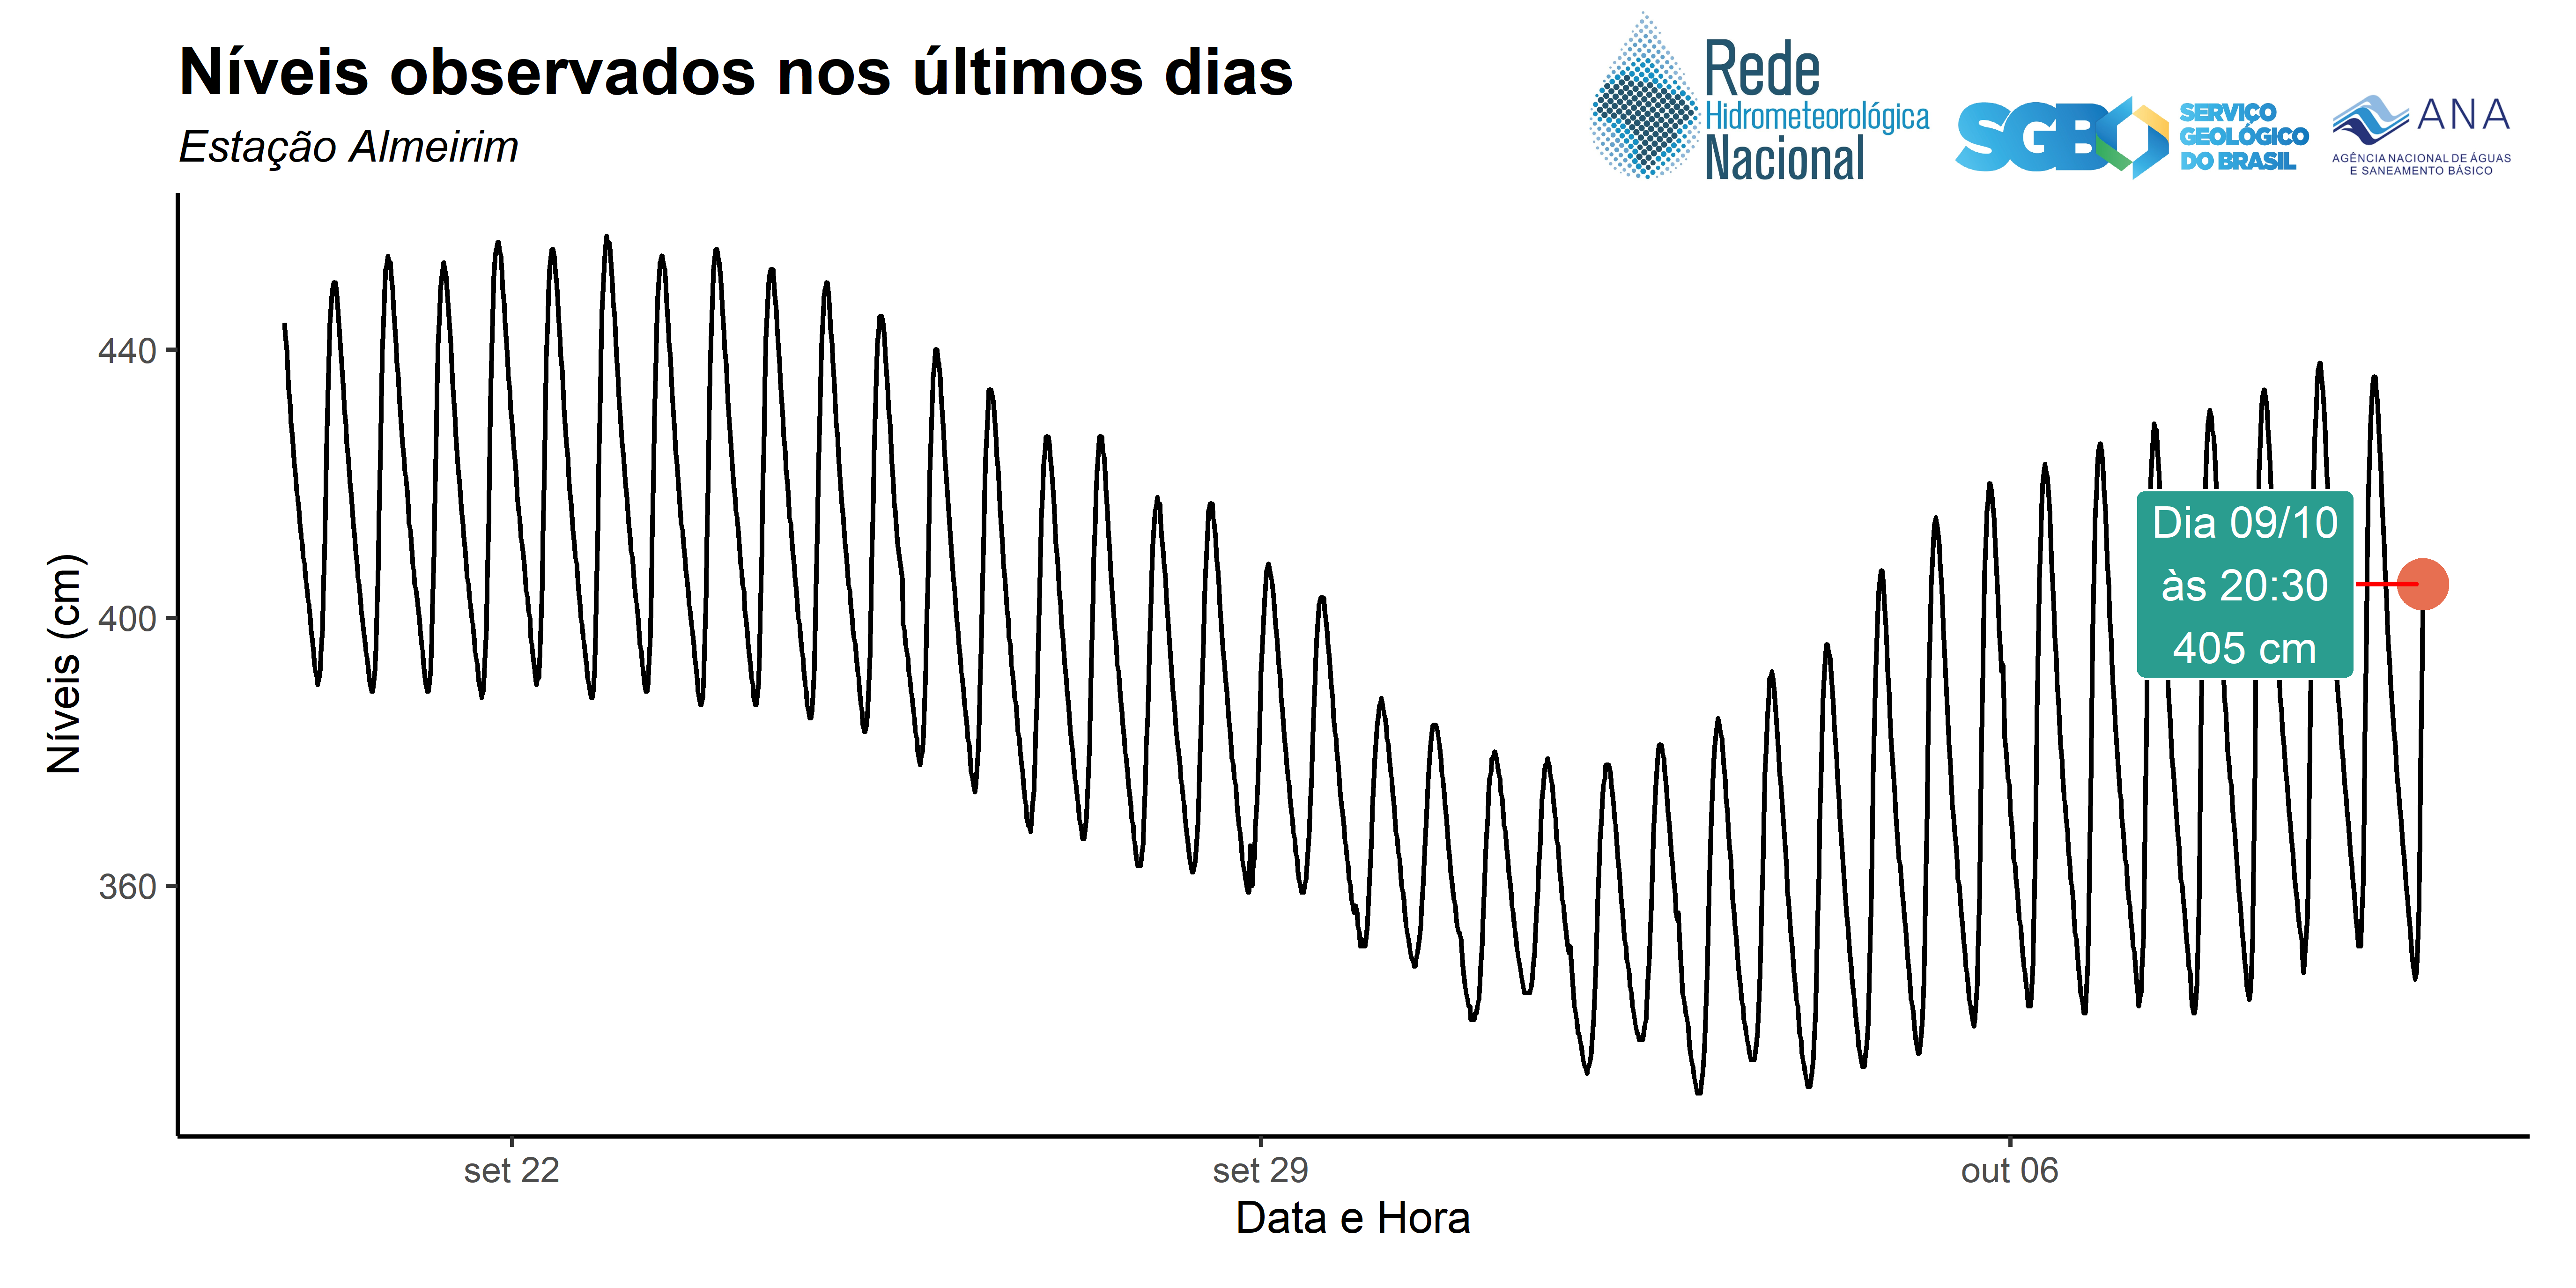 Níveis observados nos últimos dias
Estação Almeirim
Rede
Hidrometeorológica
Nacional
SGB
SERVIÇO
GEOLÓGICO
DO BRASIL
ANA
AGÊNCIA NACIONAL DE ÁGUAS
E SANEAMENTO BÁSICO
Níveis (cm)
440
400
360
Dia 09/10
às 20:30
405 cm
set 22
set 29
out 06
Data e Hora